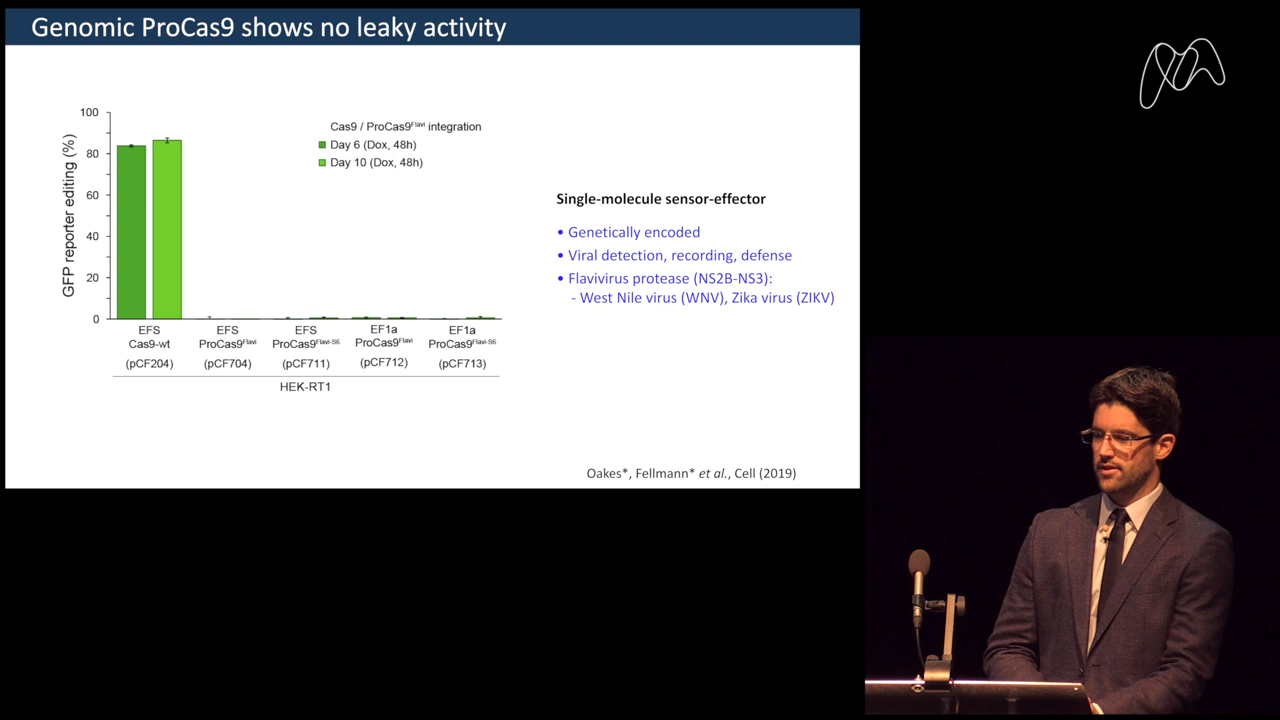 Genomic ProCas9 shows no leaky activity
GFP reporter editing (%)
100
80
60
40
20
0
Cas9 / ProCas9Flavi integration
Day 6 (Dox, 48h)
Day 10 (Dox, 48h)
EFS
Cas9-wt
(pCF204)
EFS
ProCas9Flavi
(pCF704)
EFS
ProCas9Flavi-S6
(pCF711)
EF1a
ProCas9Flavi
(pCF712)
EF1a
ProCas9Flavi-S6
(pCF713)
HEK-RT1
Single-molecule sensor-effector
• Genetically encoded
• Viral detection, recording, defense
• Flavivirus protease (NS2B-NS3):
- West Nile virus (WNV), Zika virus (ZIKV)
Oakes*, Fellmann* et al., Cell (2019)